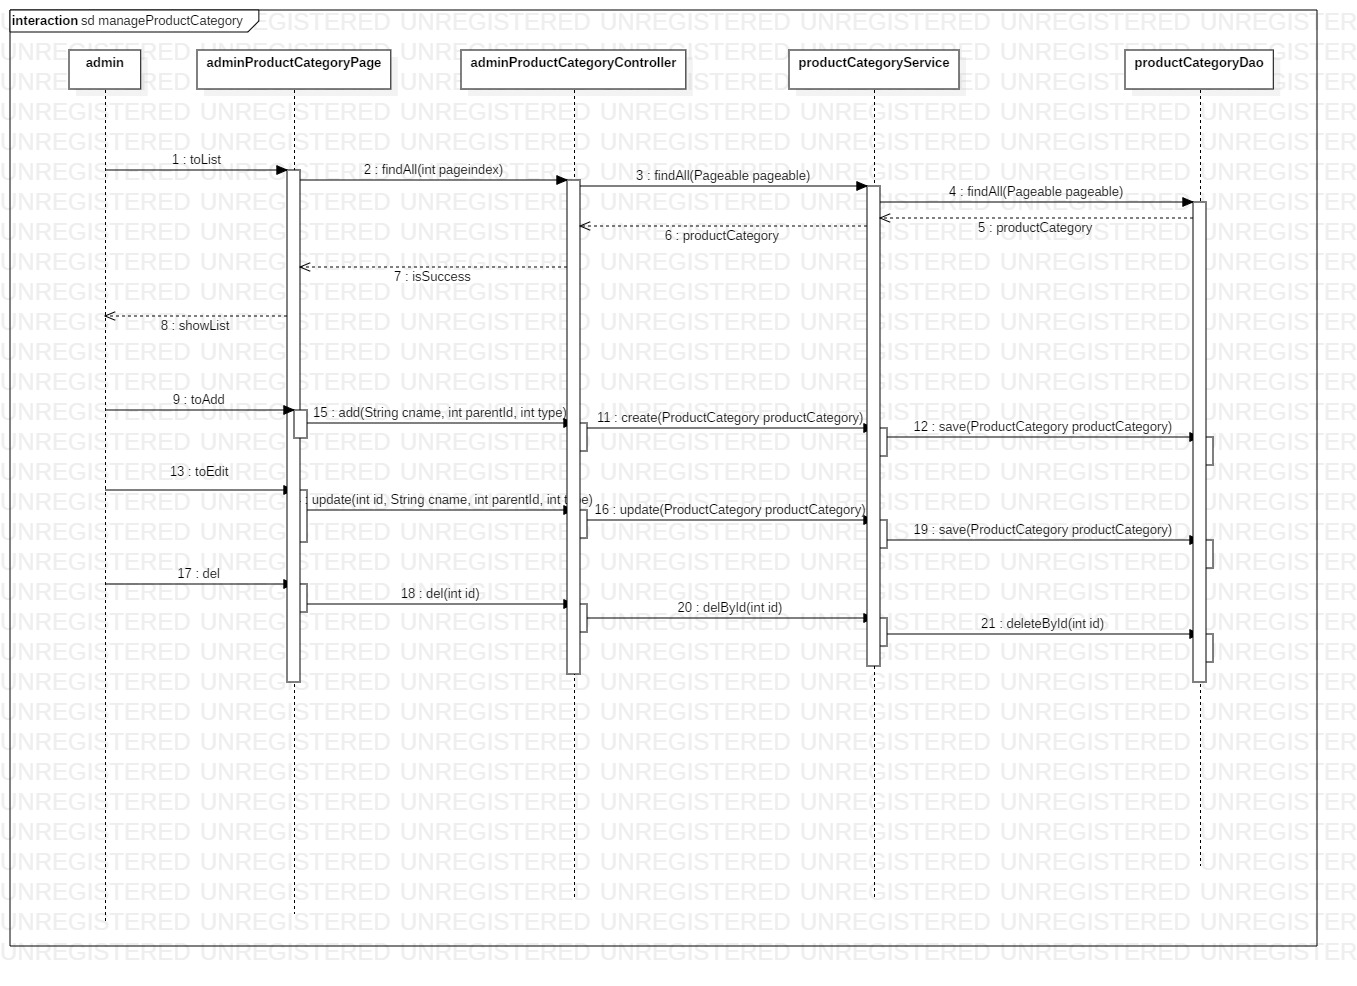 interaction sd manageProductCategory
admin
adminProductCategoryPage
adminProductCategoryController
productCategoryService
productCategoryDao
1 : toList
2 : findAll(int pageindex)
3 : findAll(Pageable pageable)
4 : findAll(Pageable pageable)
5 : productCategory
6 : productCategory
7 : isSuccess
8 : showList
9 : toAdd
15 : add(String cname, int parentId, int type)
11 : create(ProductCategory productCategory)
12 : save(ProductCategory productCategory)
13 : toEdit
: update(int id, String cname, int parentId, int type)
16 : update(ProductCategory productCategory)
19 : save(ProductCategory productCategory)
17 : del
18 : del(int id)
20 : delById(int id)
21 : deleteById(int id)
UNREGISTERED